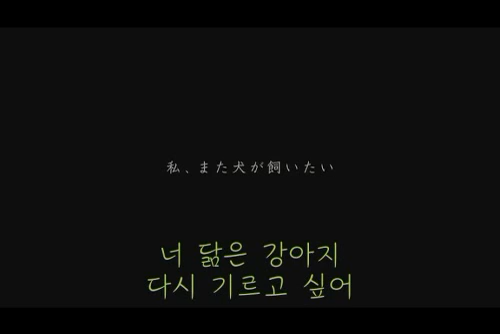 私、また犬が飼いたい
너 닮은 강아지
다시 기르고 싶어